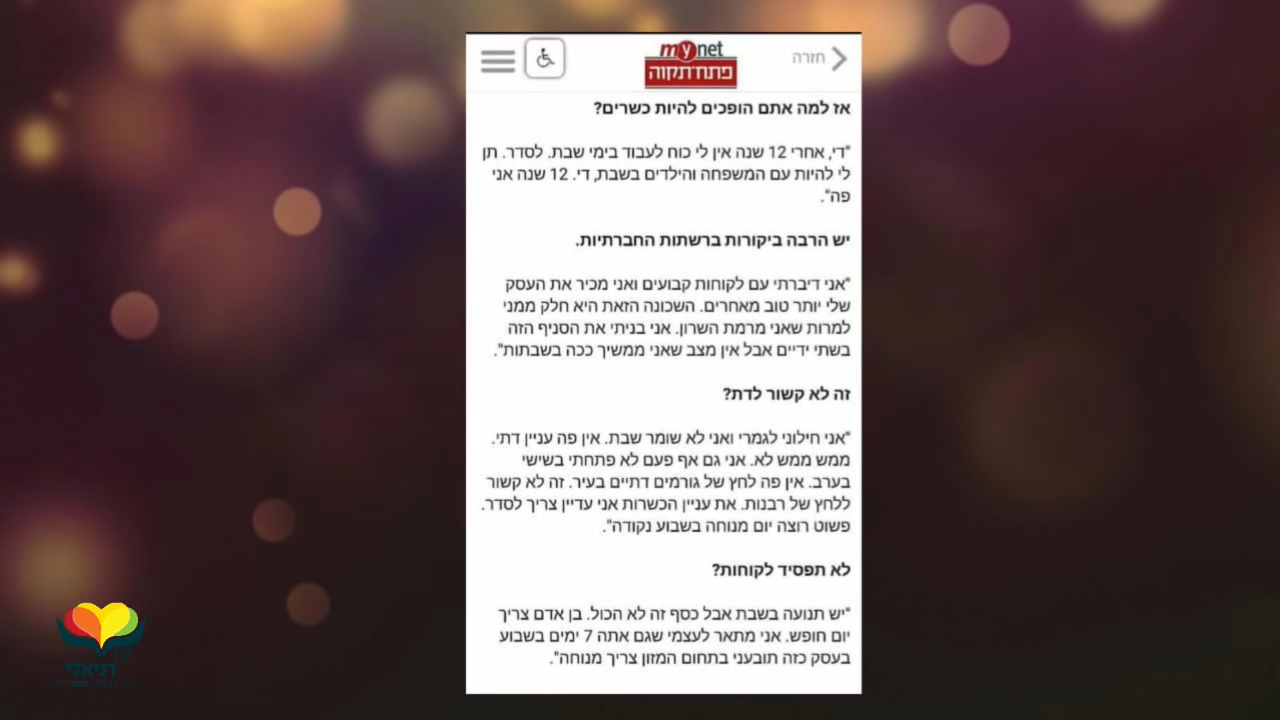 חזרה
mynet
פתח־תקווה
אז למה אתם הופכים להיות כשרים?
"די, אחרי 12 שנה אין לי כוח לעבוד בימי שבת. לסדר. תן
לי להיות עם המשפחה והילדים בשבת, די. 12 שנה אני
פה".
יש הרבה ביקורות ברשתות החברתיות.
"אני דיברתי עם לקוחות קבועים ואני מכיר את העסק
שלי יותר טוב מאחרים. השכונה הזאת היא חלק ממני
למרות שאני מרמת השרון. אני בניתי את הסניף הזה
בשתי ידיים אבל אין מצב שאני ממשיך ככה בשבתות".
זה לא קשור לדת?
"אני חילוני לגמרי ואני לא שומר שבת. אין פה עניין דתי.
ממש ממש לא. אני גם אף פעם לא פתחתי בשישי
בערב. אין פה לחץ של גורמים דתיים בעיר. זה לא קשור
ללחץ של רבנות. את עניין הכשרות אני עדיין צריך לסדר.
פשוט רוצה יום מנוחה בשבוע נקודה".
לא תפסיד לקוחות?
"יש תנועה בשבת אבל כסף זה לא הכול. בן אדם צריך
יום חופש. אני מתאר לעצמי שגם אתה 7 ימים בשבוע
בעסק כזה תובעני בתחום המזון צריך מנוחה".
קרן
דניאלי